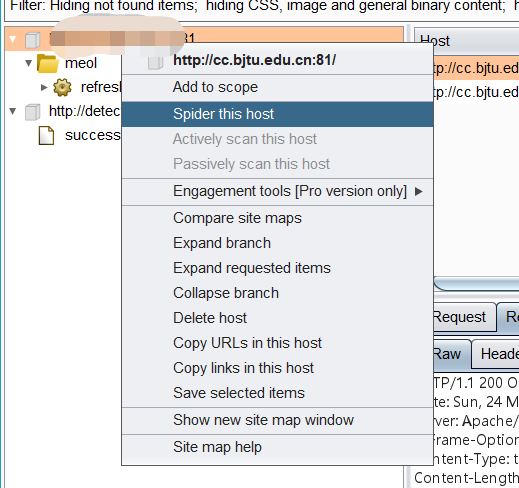 Filter: Hiding not found items; hiding CSS, image and general binary content;
81
meol
refresh
http://detec
success
http://cc.bjtu.edu.cn:81/
Add to scope
Spider this host
Actively scan this host
Passively scan this host
Engagement tools [Pro version only]
Compare site maps
Expand branch
Expand requested items
Collapse branch
Delete host
Copy URLs in this host
Copy links in this host
Save selected items
Show new site map window
Site map help
Host
tp://cc.bjtu.ed
tp://cc.bjtu.ed
Request
Re
Raw
Heade
TP/1.1 200 O
ate: Sun, 24 M
erver: Apache/
Frame-Option
ontent-Type: t
Content-Length